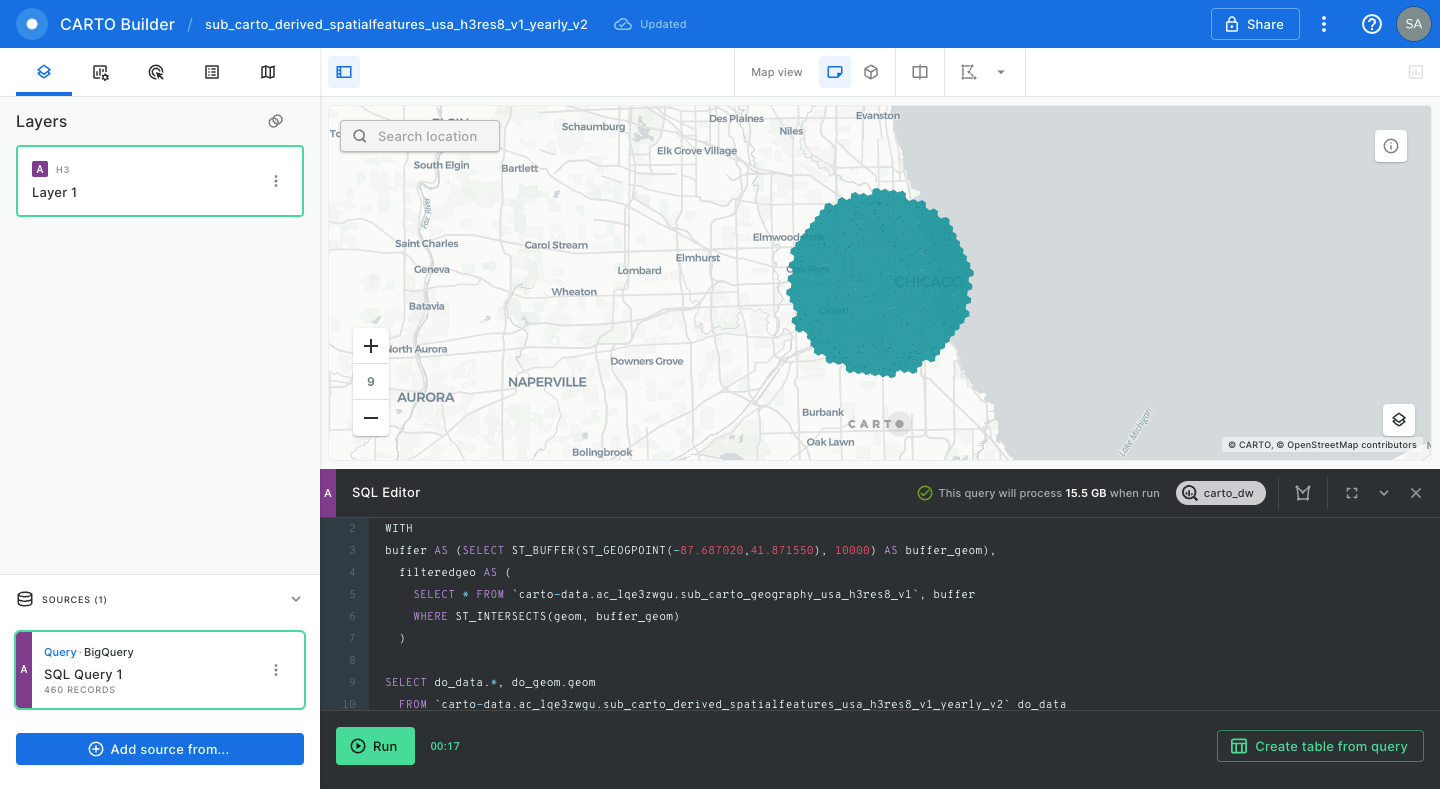 CARTO Builder / sub_carto_derived_spatialfeatures_usa_h3res8_v1_yearly_v2 Updated Share SA
Map view
Layers
A H3
Layer 1
Search location
Schaumburg
Des Plaines
Evanston
Niles
Elk Grove Village
South Elgin
Bartlett
Fox River
Saint Charles
Carol Stream
Geneva
Elmhurst
Lombard
Wheaton
Batavia
Oak Park
CHICAGO
Cicero
North Aurora
Downers Grove
NAPERVILLE
AURORA
Burbank
Oak Lawn
Bolingbrook
Lake Michigan
CARTO
+
9
−
© CARTO, © OpenStreetMap contributors
A SQL Editor This query will process 15.5 GB when run carto_dw
2 WITH
3 buffer AS (SELECT ST_BUFFER(ST_GEOGPOINT(-87.687020,41.871550), 10000) AS buffer_geom),
4 filteredgeo AS (
5 SELECT * FROM `carto-data.ac_lqe3zwgu.sub_carto_geography_usa_h3res8_v1`, buffer
6 WHERE ST_INTERSECTS(geom, buffer_geom)
7 )
8
9 SELECT do_data.*, do_geom.geom
10 FROM `carto-data.ac_lqe3zwgu.sub_carto_derived_spatialfeatures_usa_h3res8_v1_yearly_v2` do_data
SOURCES (1)
A
Query · BigQuery
SQL Query 1
460 RECORDS
Add source from...
Run 00:17 Create table from query